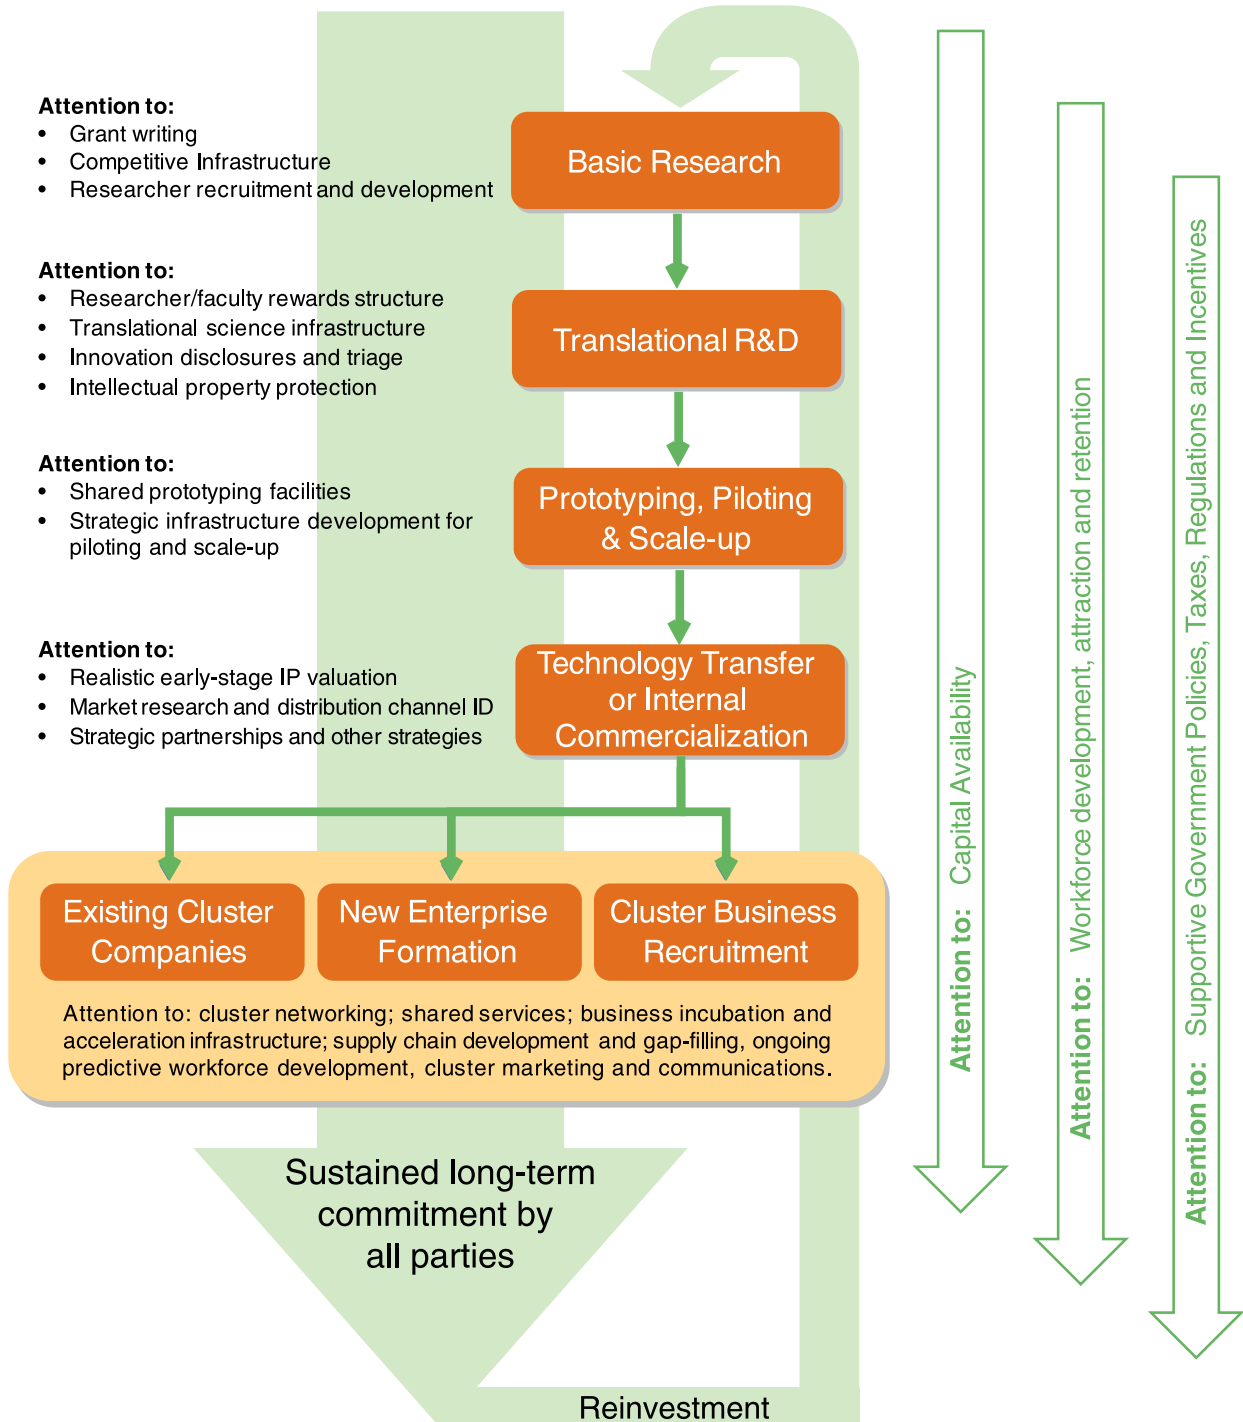 Attention to:
• Grant writing
• Competitive Infrastructure
• Researcher recruitment and development
Basic Research
Attention to:
• Researcher/faculty rewards structure
• Translational science infrastructure
• Innovation disclosures and triage
• Intellectual property protection
Translational R&D
Attention to:
• Shared prototyping facilities
• Strategic infrastructure development for
piloting and scale-up
Prototyping, Piloting
& Scale-up
Attention to:
• Realistic early-stage IP valuation
• Market research and distribution channel ID
• Strategic partnerships and other strategies
Technology Transfer
or Internal
Commercialization
Existing Cluster
Companies
New Enterprise
Formation
Cluster Business
Recruitment
Attention to: cluster networking; shared services; business incubation and
acceleration infrastructure; supply chain development and gap-filling, ongoing
predictive workforce development, cluster marketing and communications.
Sustained long-term
commitment by
all parties
Reinvestment
Attention to: Capital Availability
Attention to: Workforce development, attraction and retention
Attention to: Supportive Government Policies, Taxes, Regulations and Incentives